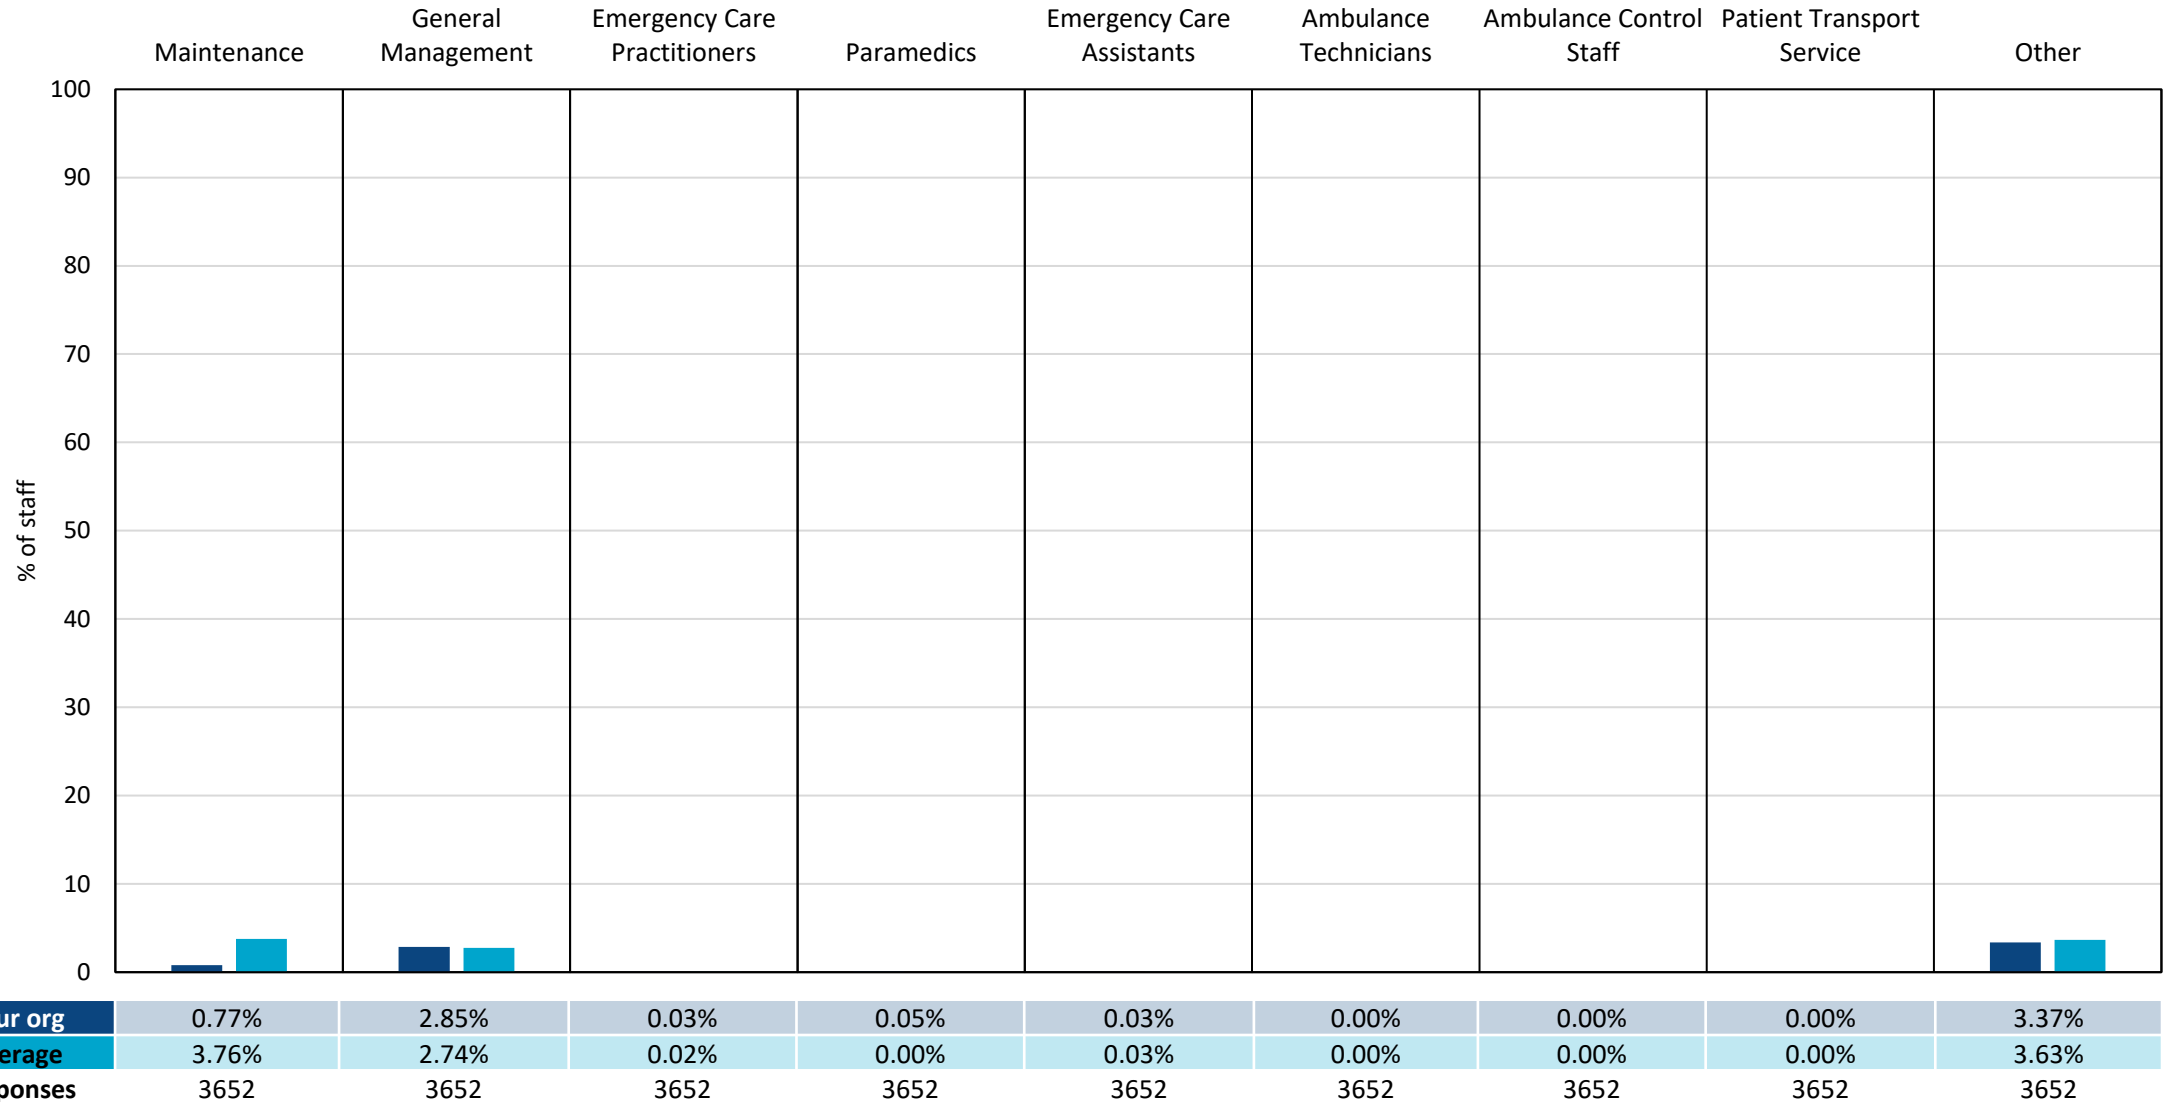 Maintenance
General
Management
Emergency Care
Practitioners
Paramedics
Emergency Care
Assistants
Ambulance
Technicians
Ambulance Control
Staff
Patient Transport
Service
Other
% of staff
100
90
80
70
60
50
40
30
20
10
0
ur org 0.77% 2.85% 0.03% 0.05% 0.03% 0.00% 0.00% 0.00% 3.37%
erage 3.76% 2.74% 0.02% 0.00% 0.03% 0.00% 0.00% 0.00% 3.63%
ponses 3652 3652 3652 3652 3652 3652 3652 3652 3652